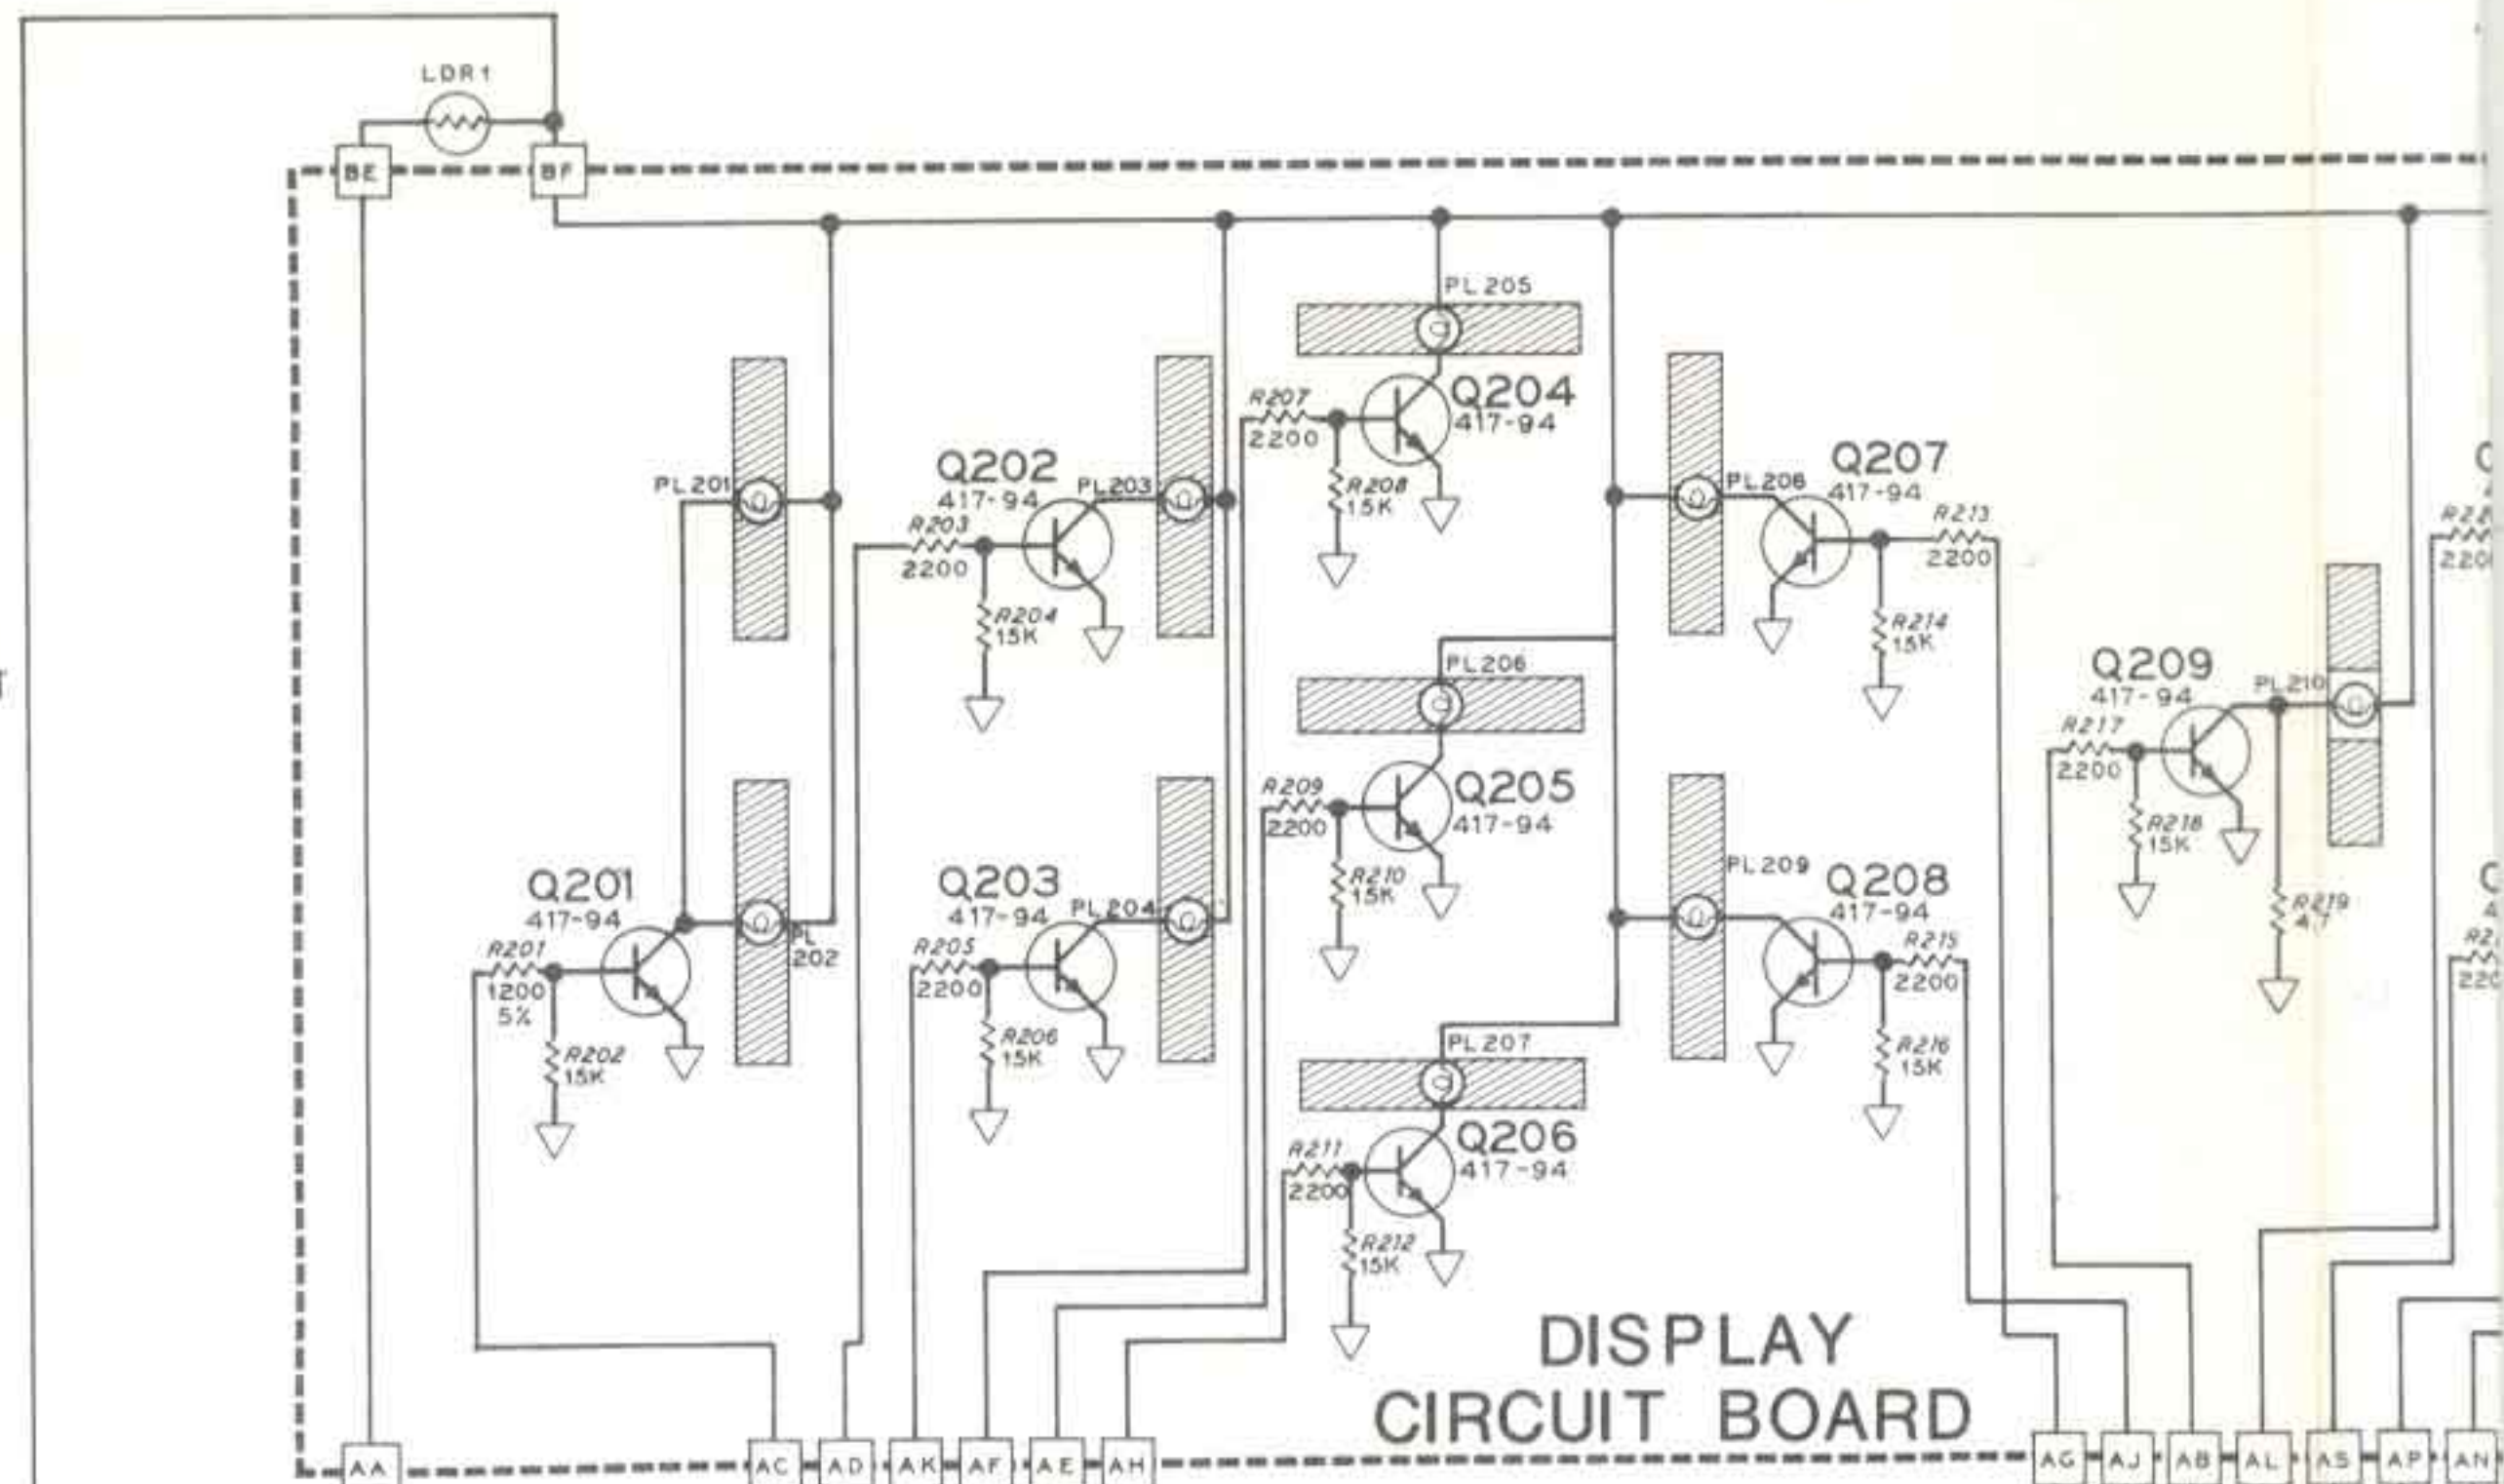 LDR1
BE
BF
PL205
Q204
417-94
R207
2200
R208
15K
Q202
417-94
PL201
PL203
R203
2200
R204
15K
PL208
Q207
417-94
R213
2200
R214
15K
PL206
Q209
417-94
PL210
R217
2200
R218
15K
R219
R209
2200
Q205
417-94
R210
15K
Q201
417-94
R201
1200
5%
R202
15K
PL
202
Q203
417-94
PL204
R205
2200
R206
15K
PL209
Q208
417-94
R215
2200
R216
15K
PL207
Q206
417-94
R211
2200
R212
15K
DISPLAY
CIRCUIT BOARD
AA
AC
AD
AK
AF
AE
AH
AG
AJ
AB
AL
AS
AP
AN